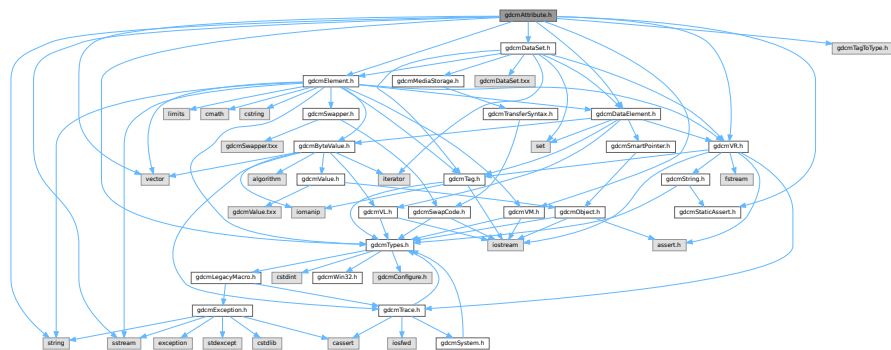 gdcmAttribute.h
gdcmDataSet.h
gdcmTagToType.h
gdcmElement.h
gdcmMediaStorage.h
gdcmDataSet.txx
limits
cmath
cstring
gdcmSwapper.h
gdcmTransferSyntax.h
gdcmDataElement.h
gdcmSwapper.txx
gdcmByteValue.h
set
gdcmSmartPointer.h
gdcmVR.h
vector
algorithm
gdcmValue.h
iterator
gdcmTag.h
gdcmString.h
fstream
gdcmValue.txx
iomanip
gdcmVL.h
gdcmSwapCode.h
gdcmVM.h
gdcmObject.h
gdcmStaticAssert.h
gdcmTypes.h
iostream
assert.h
gdcmLegacyMacro.h
cstdint
gdcmWin32.h
gdcmConfigure.h
gdcmException.h
gdcmTrace.h
string
sstream
exception
stdexcept
cstdlib
cassert
iosfwd
gdcmSystem.h